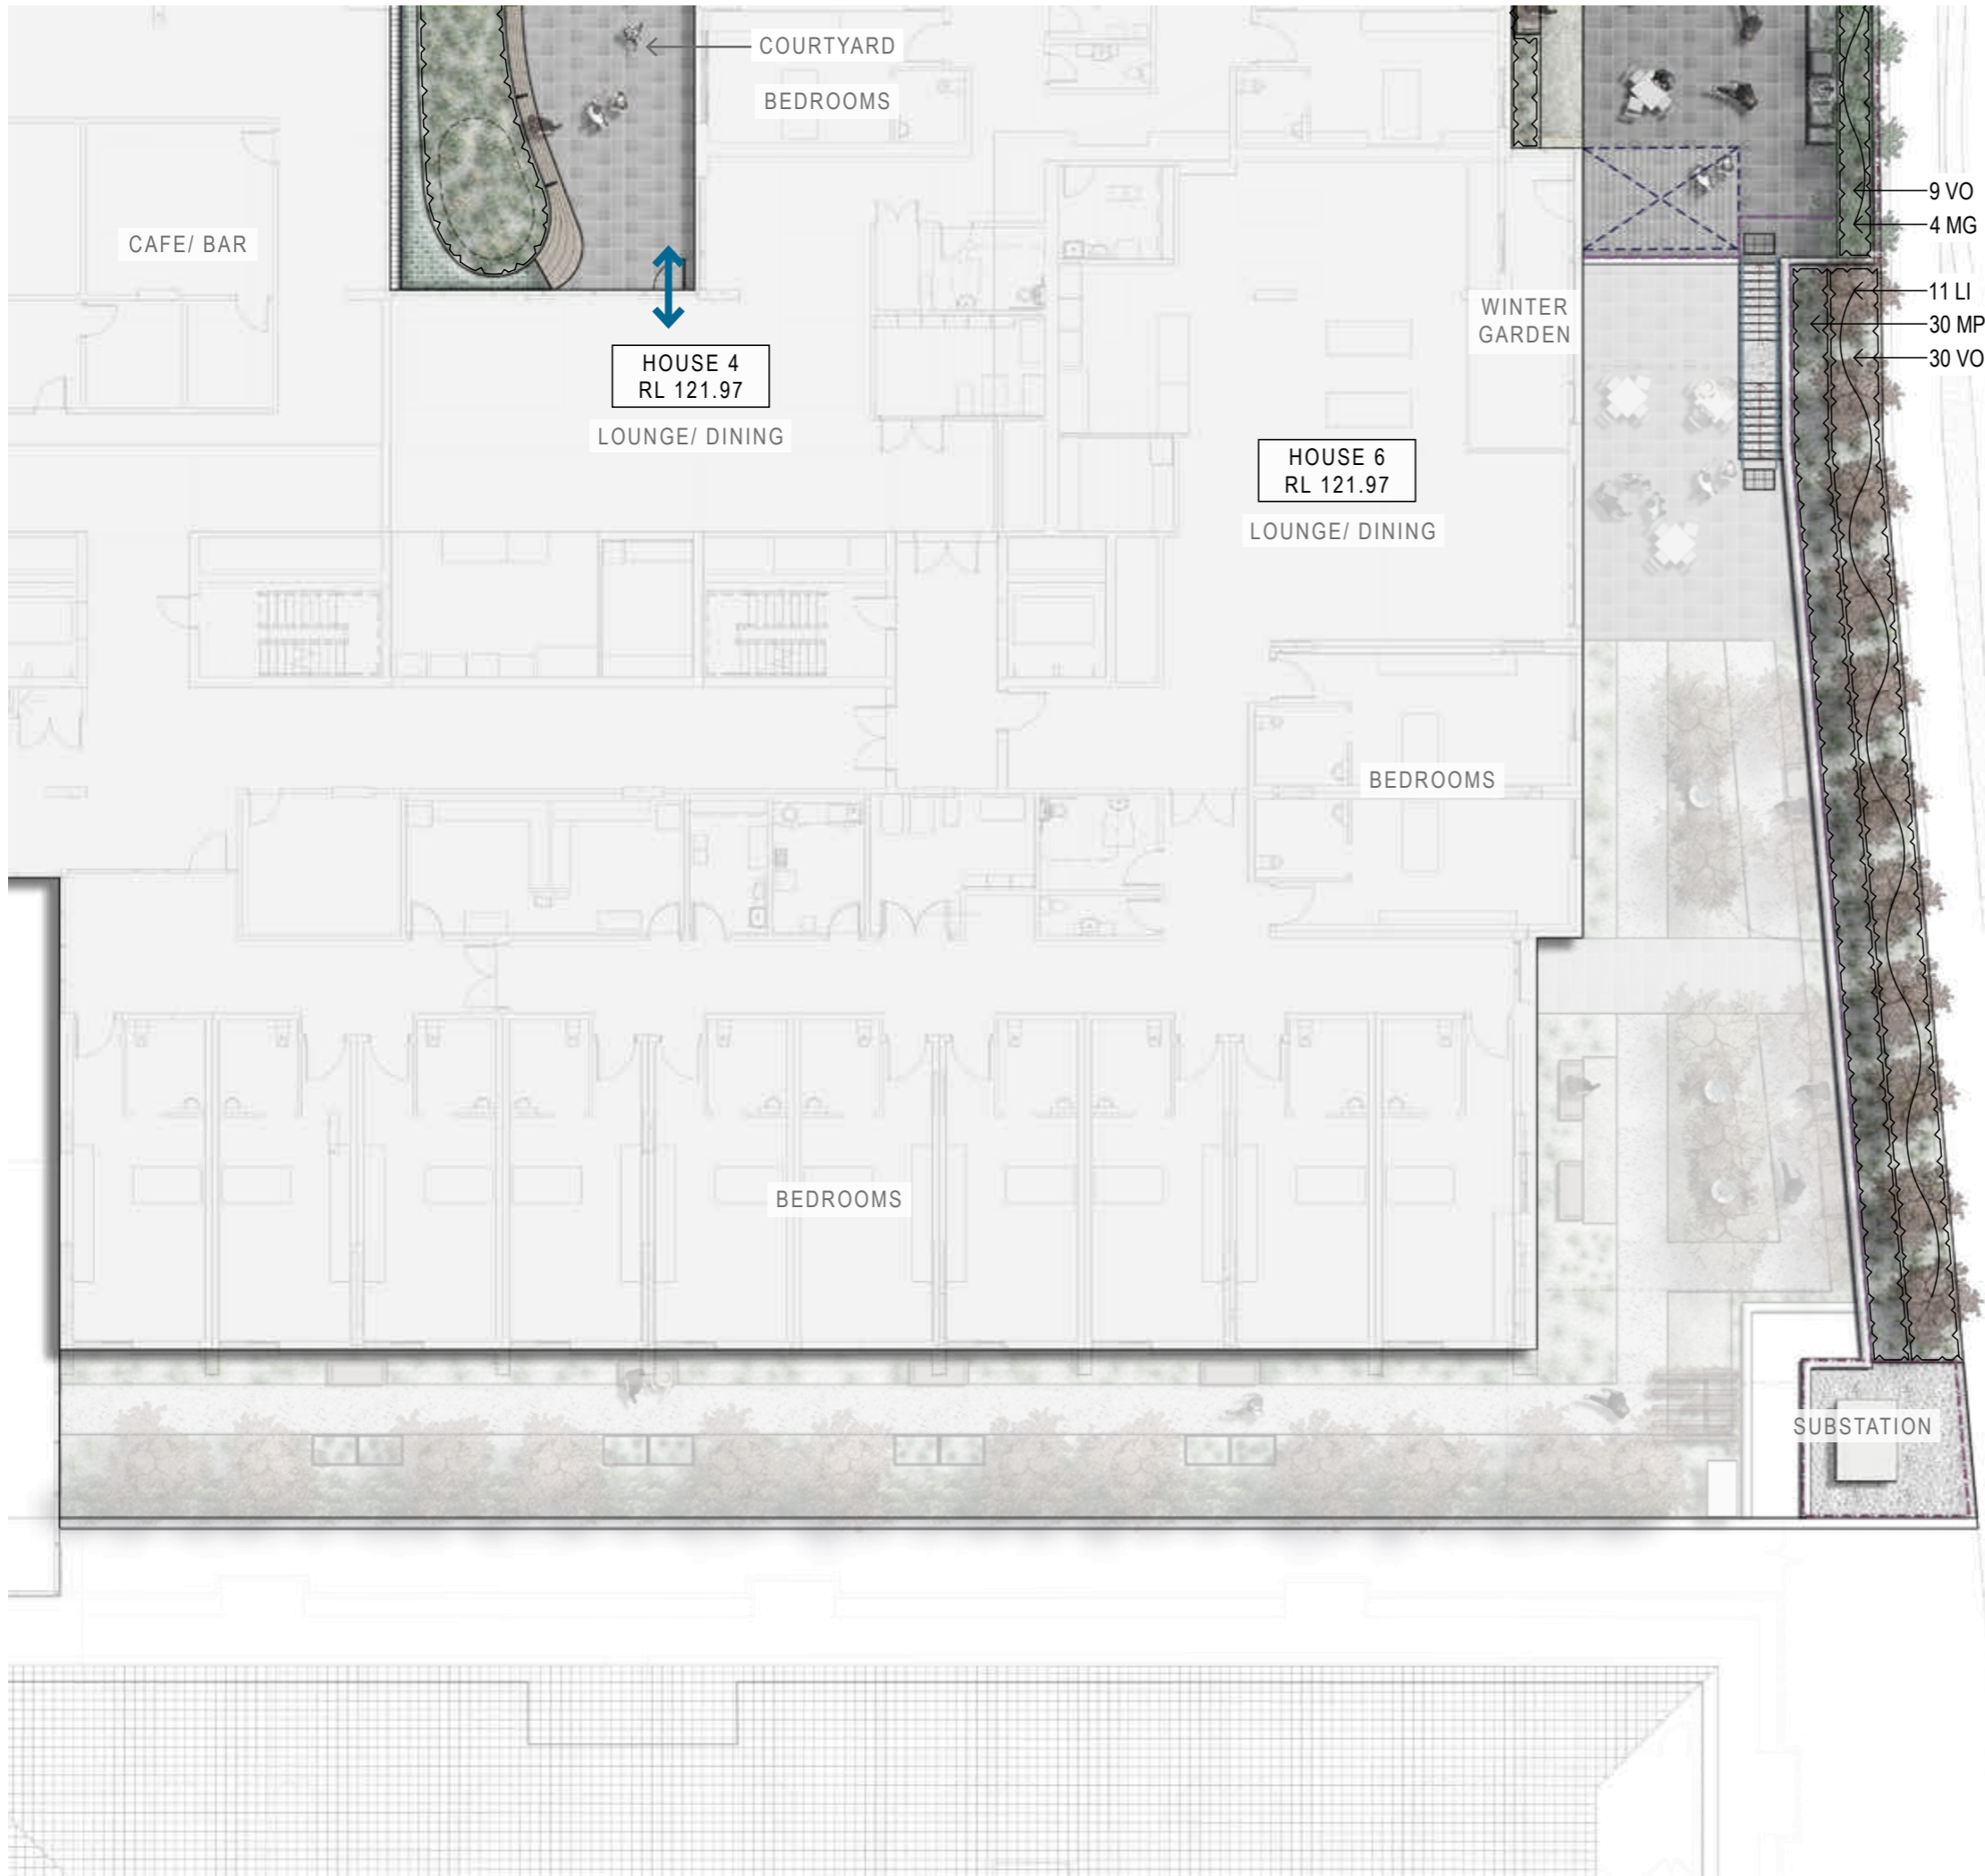 COURTYARD
BEDROOMS
9 VO
4 MG
CAFE/ BAR
11 LI
30 MP
30 VO
WINTER
GARDEN
HOUSE 4
RL 121.97
LOUNGE/ DINING
HOUSE 6
RL 121.97
LOUNGE/ DINING
BEDROOMS
BEDROOMS
SUBSTATION